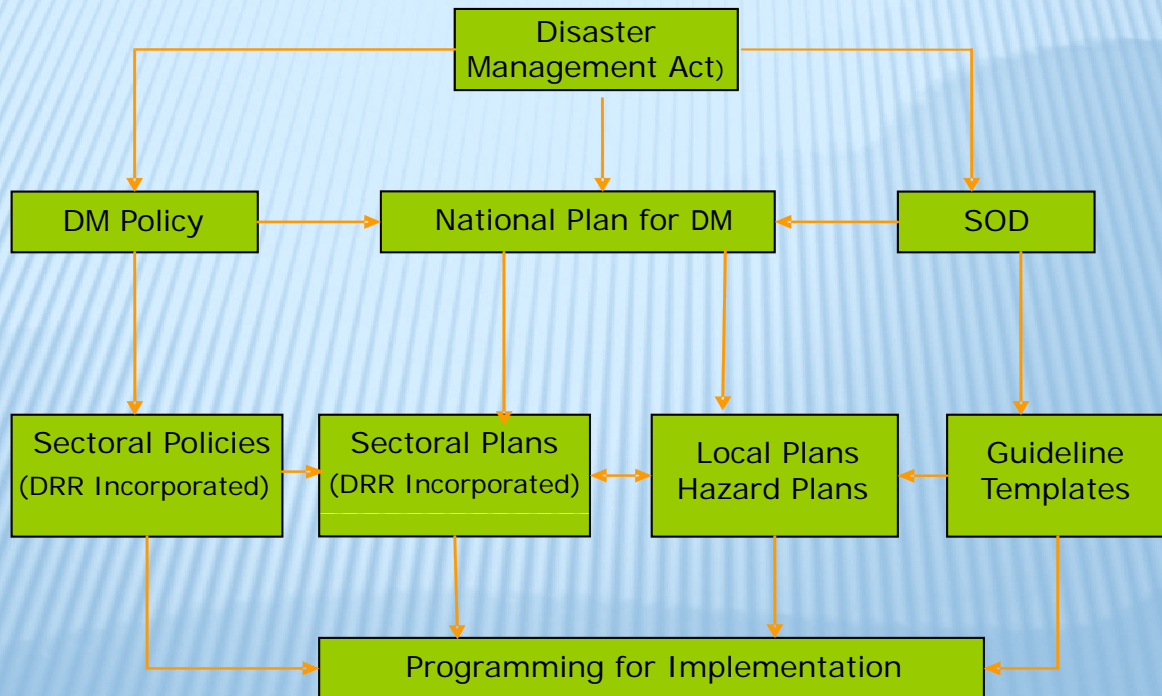 Disaster
Management Act)
DM Policy
National Plan for DM
SOD
Sectoral Policies
(DRR Incorporated)
Sectoral Plans
(DRR Incorporated)
Local Plans
Hazard Plans
Guideline
Templates
Programming for Implementation